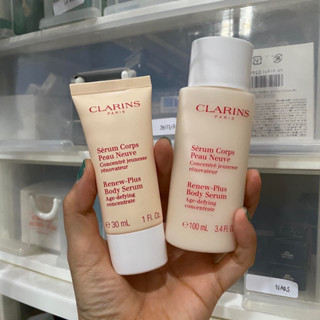 CLARINS
PARIS
Sérum Corps
Peau Neuve
Concentré jeunesse
rénovateur
Renew-Plus
Body Serum
Age-defying
concentrate
℮ 30 mL
1 Fl. Oz
CLARINS
PARIS
Sérum Corps
Peau Neuve
Concentré jeunesse
rénovateur
Renew-Plus
Body Serum
Age-defying
concentrate
℮ 100 mL
3.4 Fl.